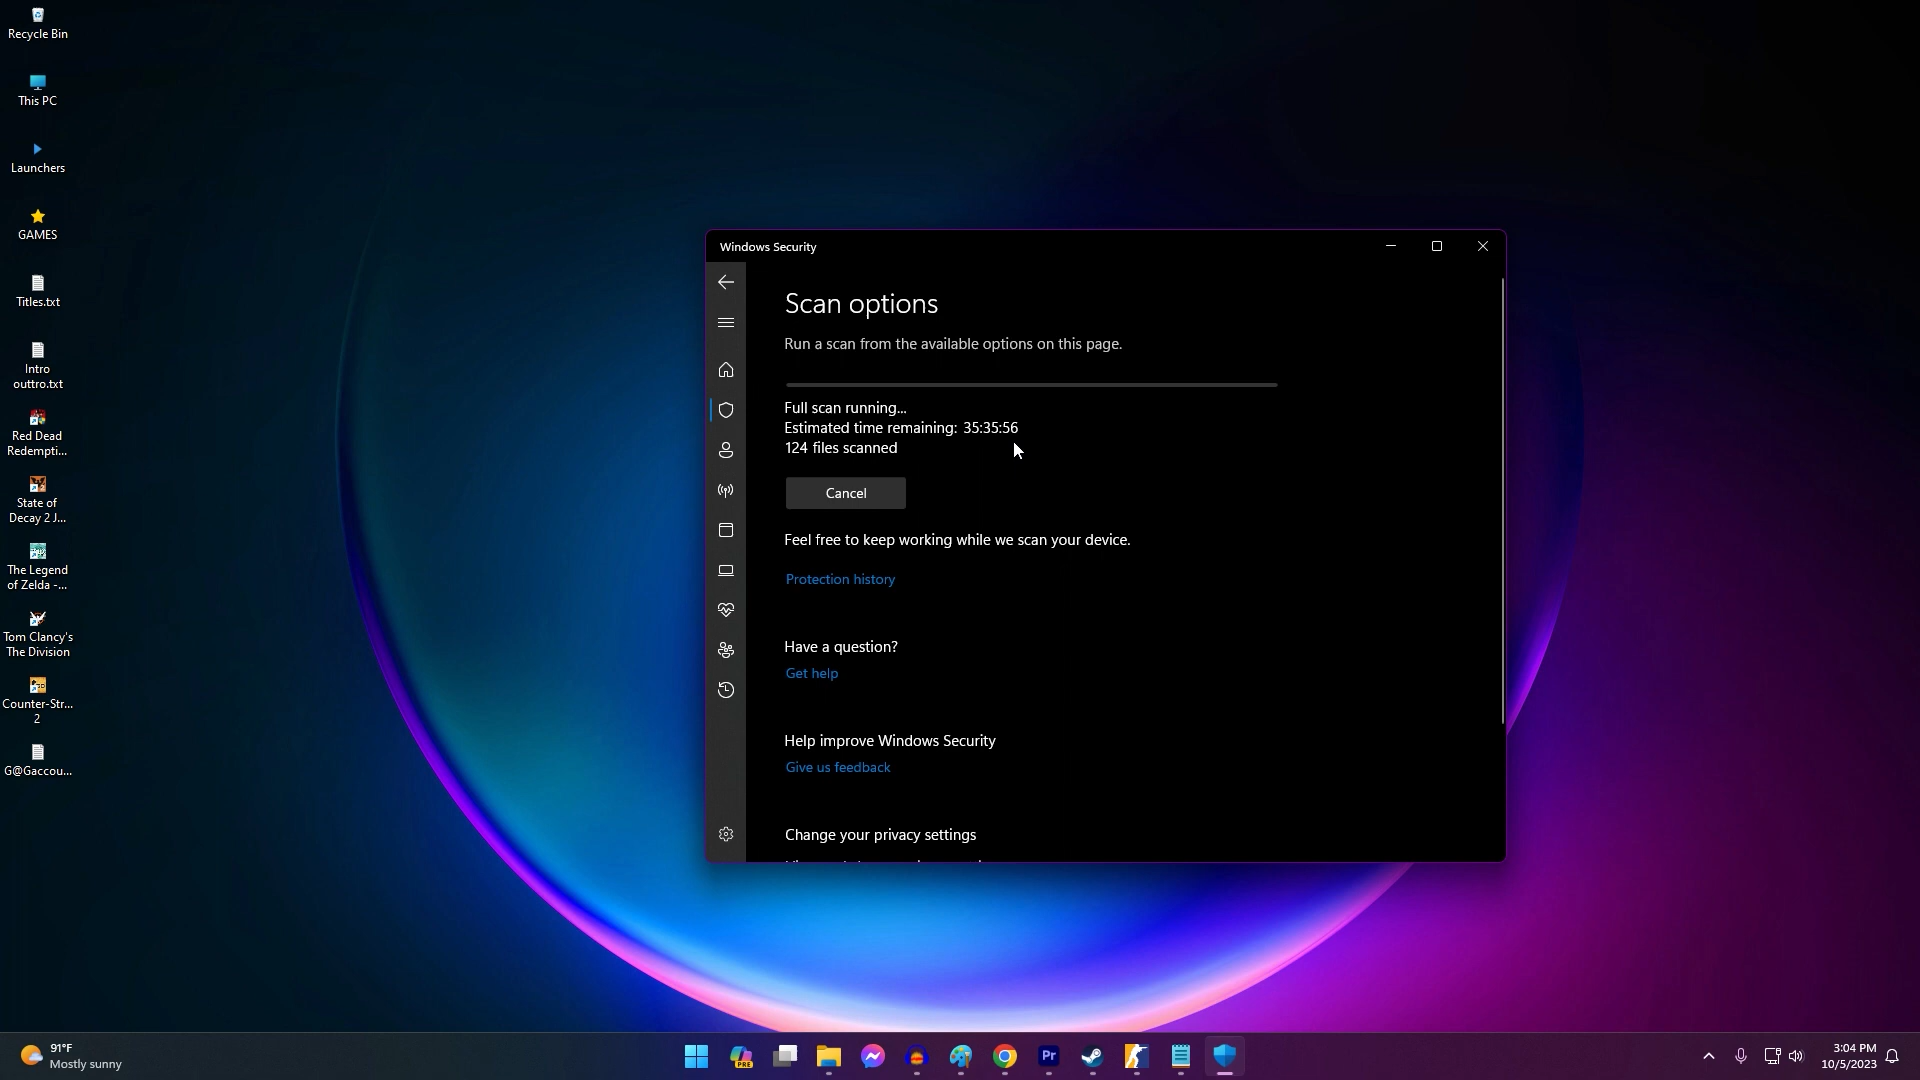 Recycle Bin
This PC
Launchers
GAMES
Titles.txt
Intro
outtro.txt
Red Dead
Redempti...
State of
Decay 2 J...
The Legend
of Zelda -...
Tom Clancy's
The Division
Counter-Str...
2
G@Gaccou...
Windows Security
Scan options
Run a scan from the available options on this page.
Full scan running...
Estimated time remaining: 35:35:56
124 files scanned
Cancel
Feel free to keep working while we scan your device.
Protection history
Have a question?
Get help
Help improve Windows Security
Give us feedback
Change your privacy settings
91°F
Mostly sunny
PRE
Pr
3:04 PM
10/5/2023